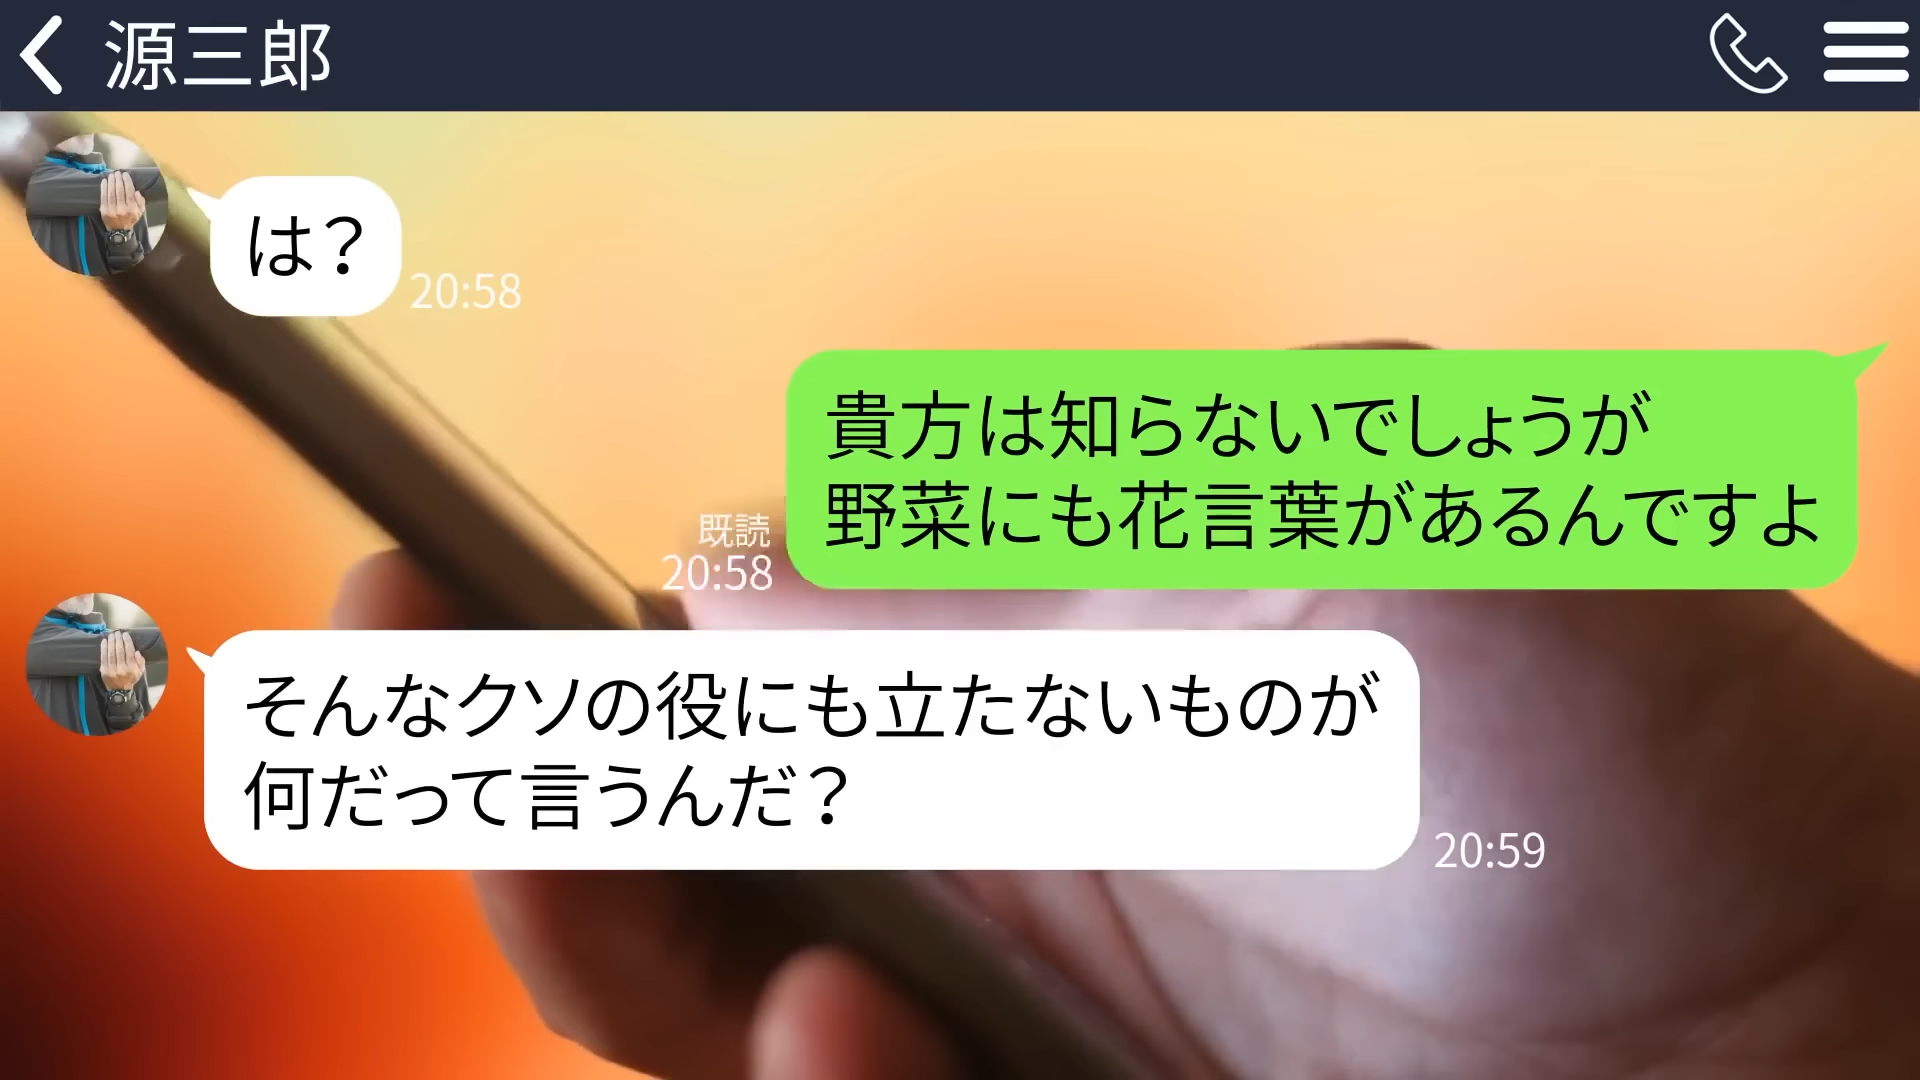 源三郎
は？
20:58
貴方は知らないでしょうが
野菜にも花言葉があるんですよ
既読
20:58
そんなクソの役にも立たないものが
何だって言うんだ？
20:59